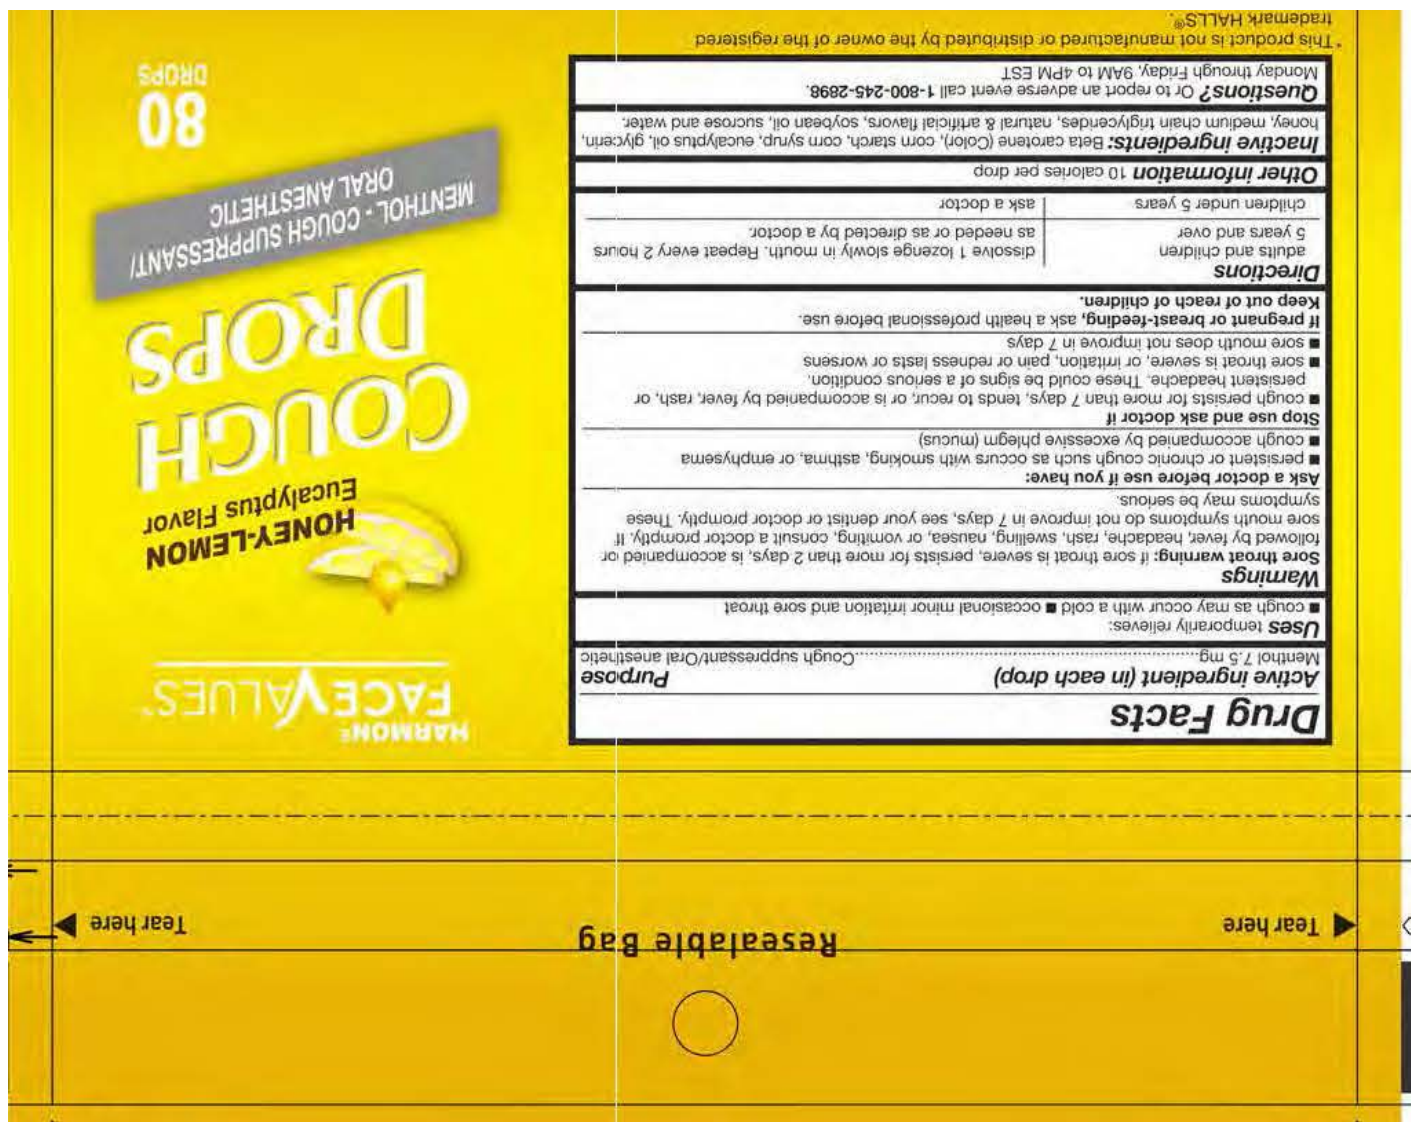 Resealable Bag
Tear here
Tear here
Drug Facts
Active ingredient (in each drop) Purpose
Menthol 7.5 mg..........Cough suppressant/Oral anesthetic
Uses temporarily relieves:
■ cough as may occur with a cold ■ occasional minor irritation and sore throat
Warnings
Sore throat warning: if sore throat is severe, persists for more than 2 days, is accompanied or
followed by fever, headache, rash, swelling, nausea, or vomiting, consult a doctor promptly. If
sore mouth symptoms do not improve in 7 days, see your dentist or doctor promptly. These
symptoms may be serious.
Ask a doctor before use if you have:
■ persistent or chronic cough such as occurs with smoking, asthma, or emphysema
■ cough accompanied by excessive phlegm (mucus)
Stop use and ask doctor if
■ cough persists for more than 7 days, tends to recur, or is accompanied by fever, rash, or
persistent headache. These could be signs of a serious condition.
■ sore throat is severe, or irritation, pain or redness lasts or worsens
■ sore mouth does not improve in 7 days
If pregnant or breast-feeding, ask a health professional before use.
Keep out of reach of children.
Directions
adults and children dissolve 1 lozenge slowly in mouth. Repeat every 2 hours
5 years and over as needed or as directed by a doctor.
children under 5 years ask a doctor
Other information 10 calories per drop
Inactive ingredients: Beta carotene (Color), corn starch, corn syrup, eucalyptus oil, glycerin,
honey, medium chain triglycerides, natural & artificial flavors, soybean oil, sucrose and water.
Questions? Or to report an adverse event call 1-800-245-2898.
Monday through Friday, 9AM to 4PM EST
*This product is not manufactured or distributed by the owner of the registered
trademark HALLS®.
HARMON®
FACE VALUES™
HONEY-LEMON
Eucalyptus Flavor
COUGH
DROPS
MENTHOL - COUGH SUPPRESSANT/
ORAL ANESTHETIC
80
DROPS